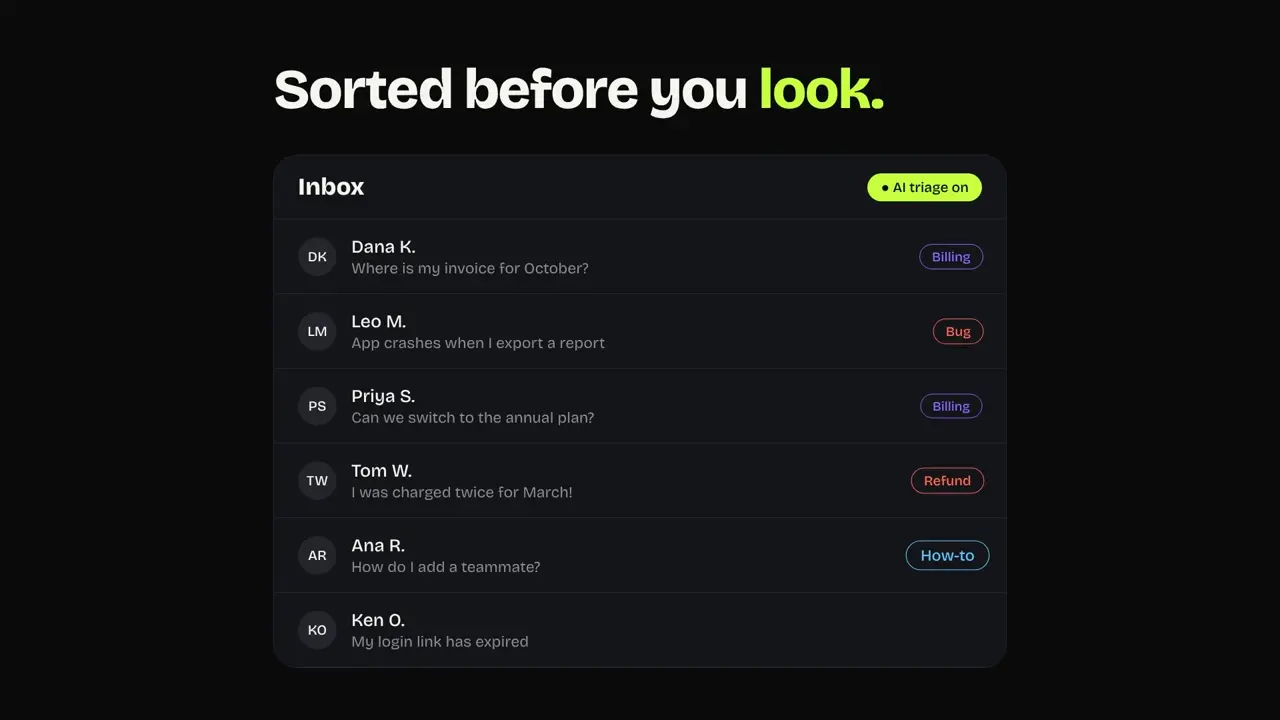 Sorted before you look.
Inbox
• AI triage on
DK
Dana K.
Where is my invoice for October?
Billing
LM
Leo M.
App crashes when I export a report
Bug
PS
Priya S.
Can we switch to the annual plan?
Billing
TW
Tom W.
I was charged twice for March!
Refund
AR
Ana R.
How do I add a teammate?
How-to
KO
Ken O.
My login link has expired